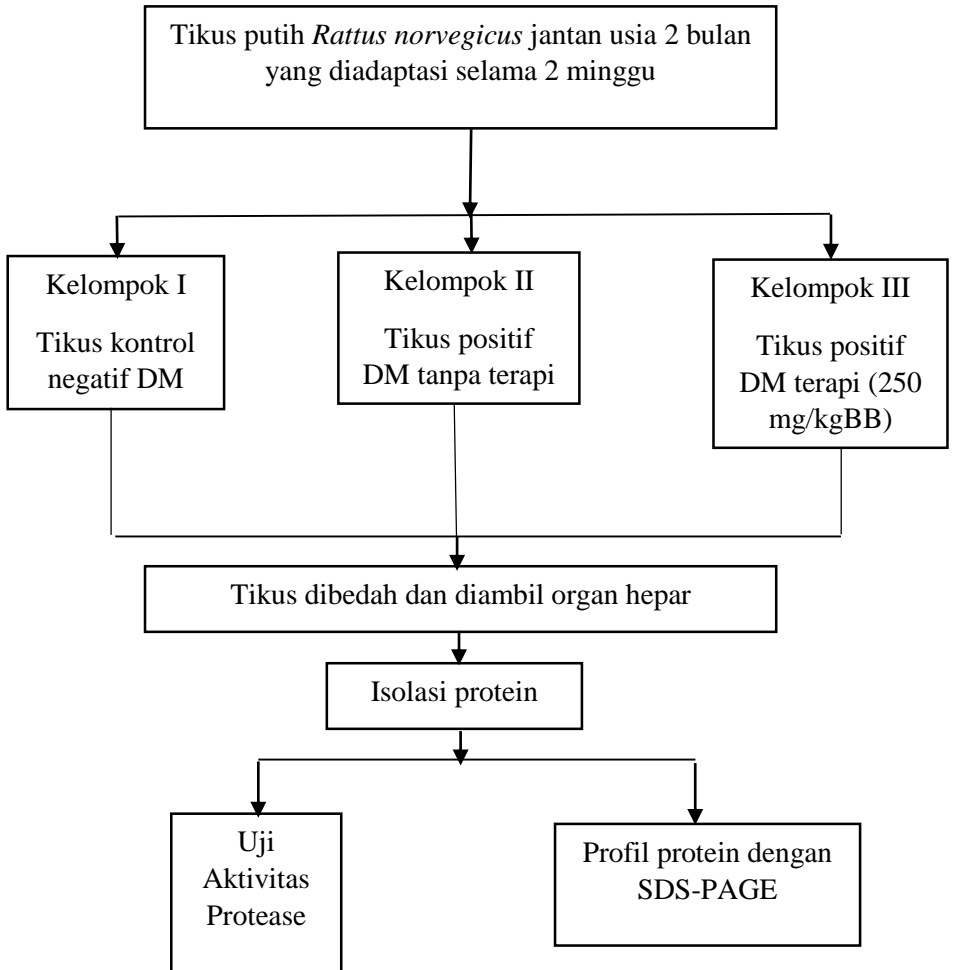 Tikus putih Rattus norvegicus jantan usia 2 bulan
yang diadaptasi selama 2 minggu
Kelompok I
Tikus kontrol
negatif DM
Kelompok II
Tikus positif
DM tanpa terapi
Kelompok III
Tikus positif
DM terapi (250
mg/kgBB)
Tikus dibedah dan diambil organ hepar
Isolasi protein
Uji
Aktivitas
Protease
Profil protein dengan
SDS-PAGE